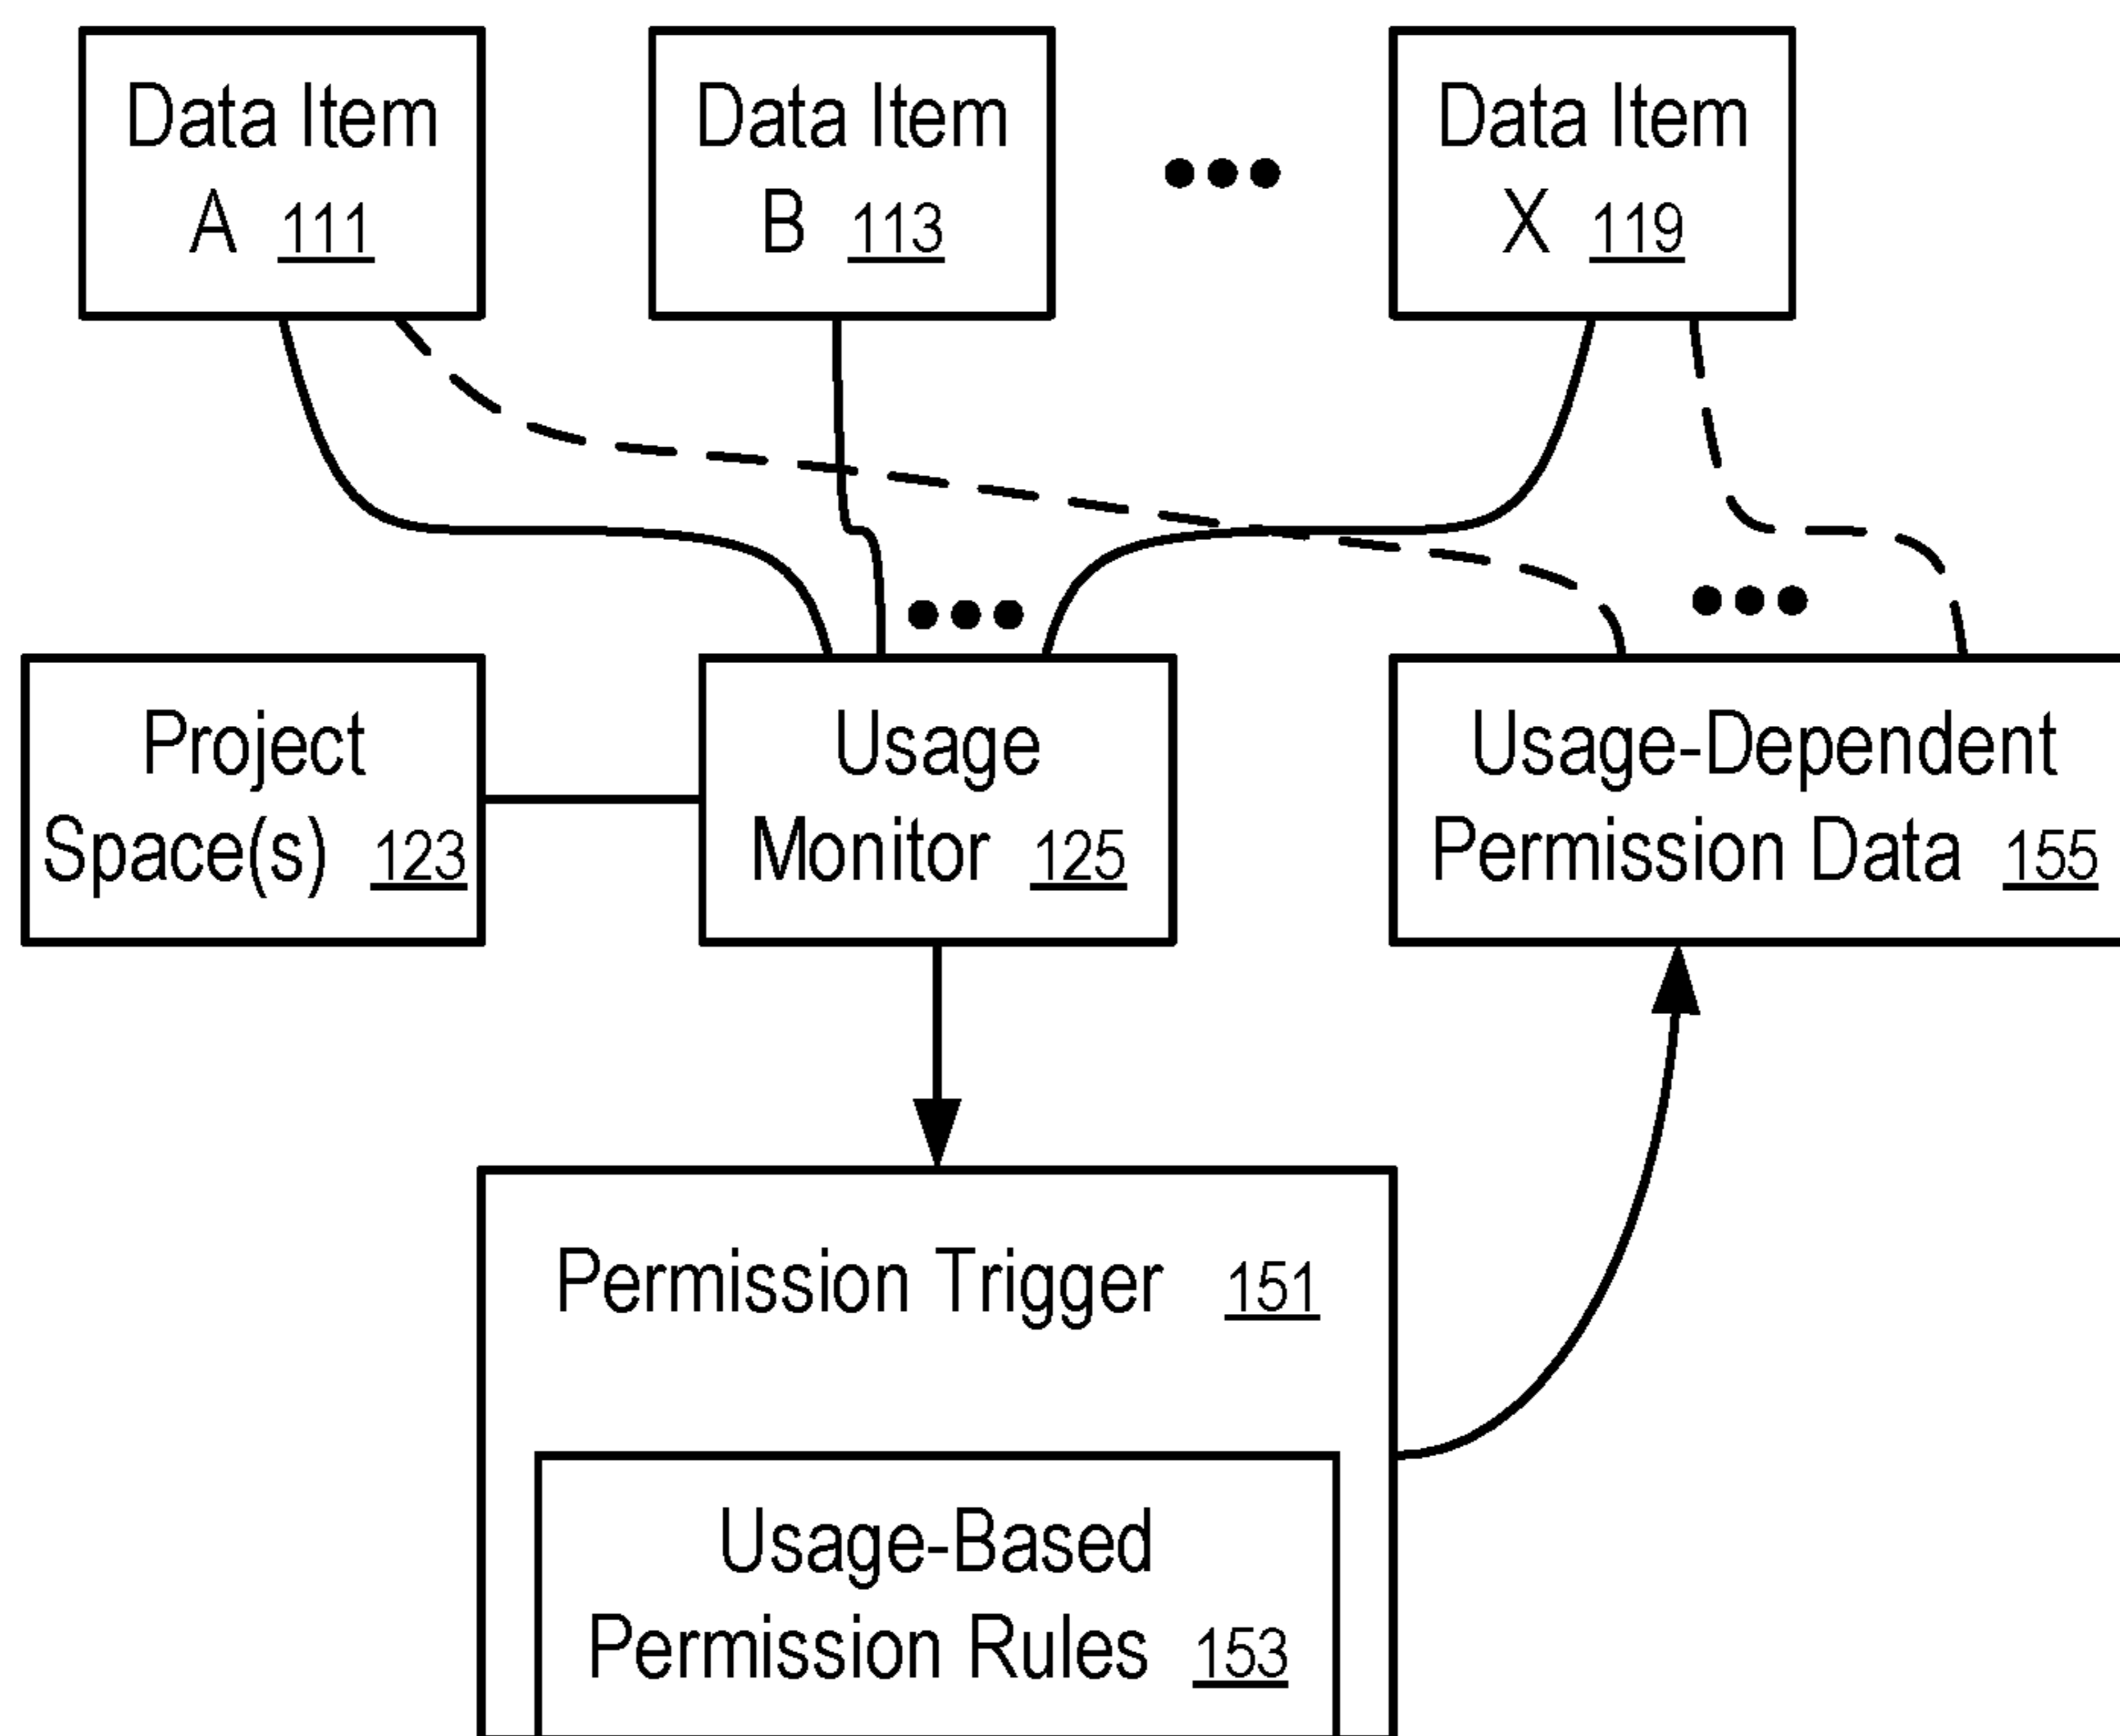 Data Item
A 111
Data Item
B 113
Data Item
X 119
Project
Space(s) 123
Usage
Monitor 125
Usage-Dependent
Permission Data 155
Permission Trigger 151
Usage-Based
Permission Rules 153